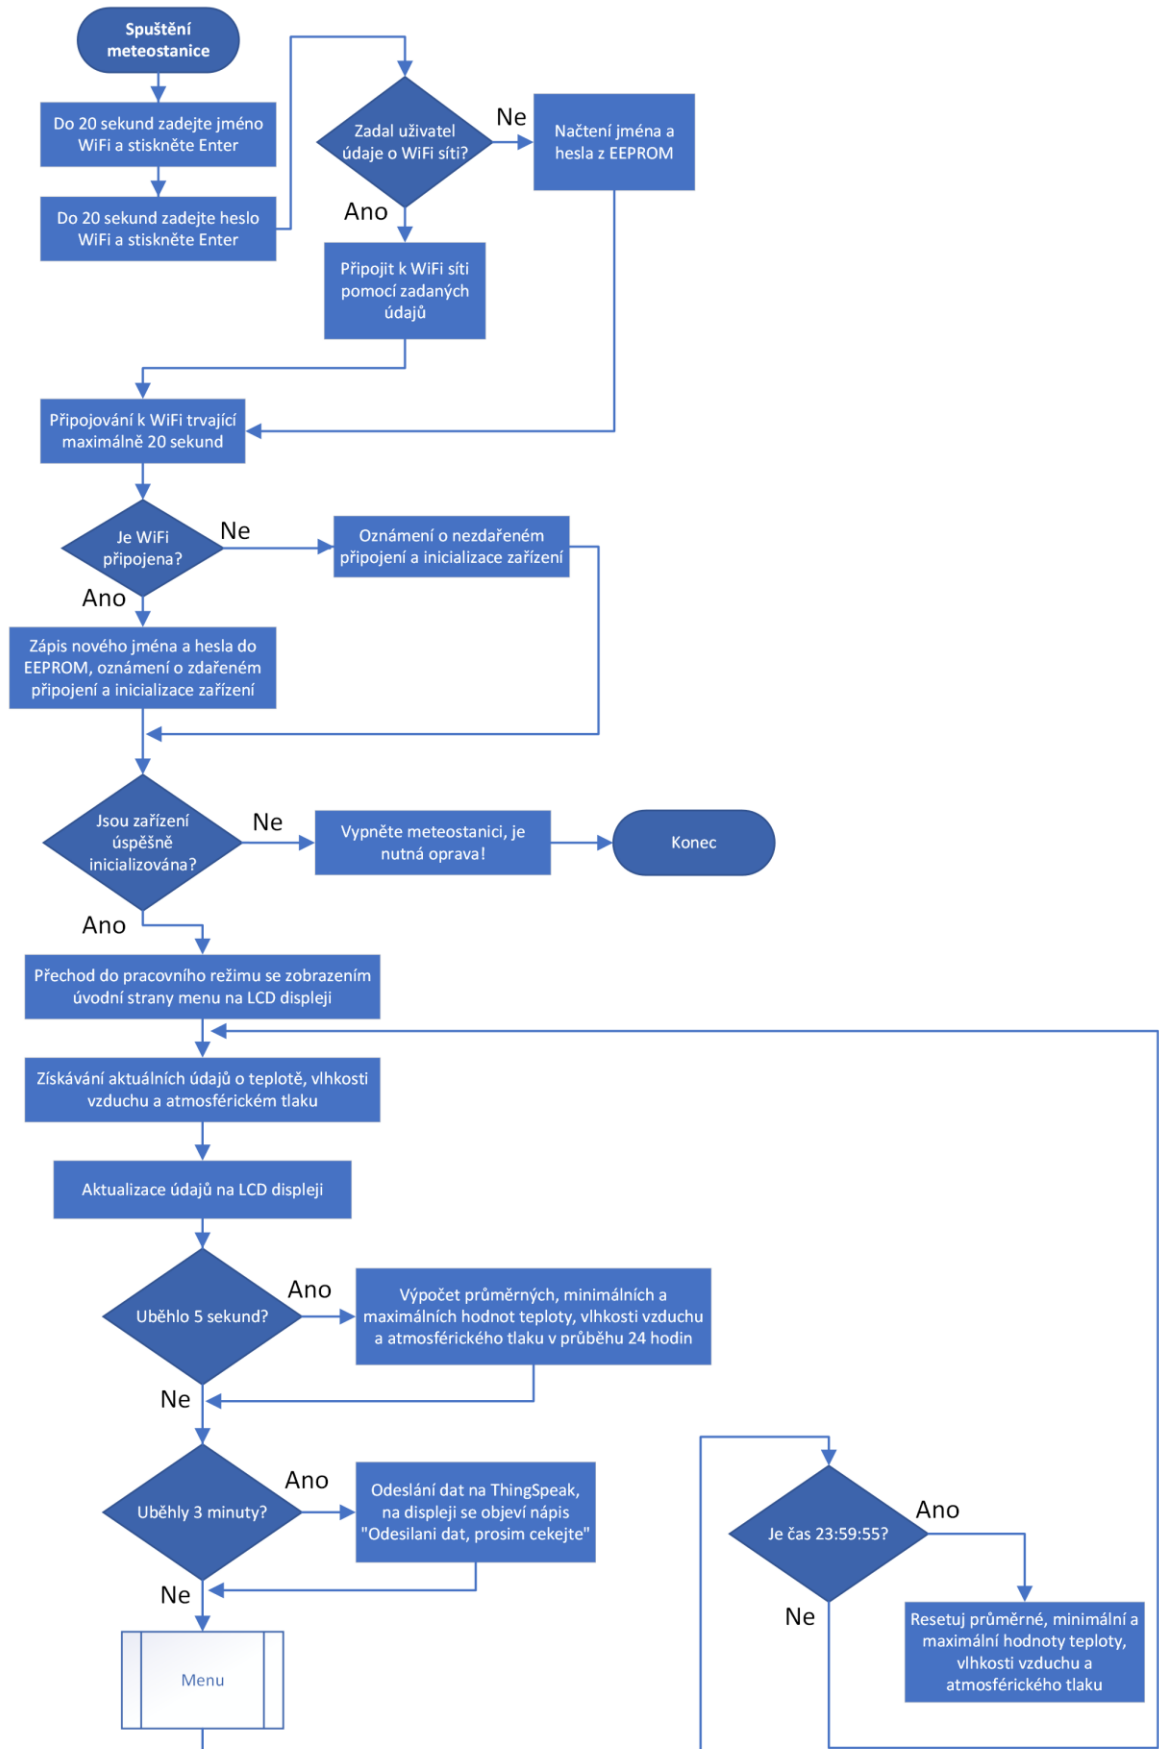 Spuštění
meteostanice
Do 20 sekund zadejte jméno
WiFi a stiskněte Enter
Do 20 sekund zadejte heslo
WiFi a stiskněte Enter
Zadal uživatel
údaje o WiFi síti?
Ne
Načtení jména a
hesla z EEPROM
Ano
Připojit k WiFi síti
pomocí zadaných
údajů
Připojování k WiFi trvající
maximálně 20 sekund
Je WiFi
připojena?
Ne
Oznámení o nezdařeném
připojení a inicializace zařízení
Ano
Zápis nového jména a hesla do
EEPROM, oznámení o zdařeném
připojení a inicializace zařízení
Jsou zařízení
úspěšně
inicializována?
Ne
Vypněte meteostanici, je
nutná oprava!
Konec
Ano
Přechod do pracovního režimu se zobrazením
úvodní strany menu na LCD displeji
Získávání aktuálních údajů o teplotě, vlhkosti
vzduchu a atmosférickém tlaku
Aktualizace údajů na LCD displeji
Uběhlo 5 sekund?
Ano
Výpočet průměrných, minimálních a
maximálních hodnot teploty, vlhkosti vzduchu
a atmosférického tlaku v průběhu 24 hodin
Ne
Uběhly 3 minuty?
Ano
Odeslání dat na ThingSpeak,
na displeji se objeví nápis
"Odesilani dat, prosim cekejte"
Ne
Menu
Je čas 23:59:55?
Ano
Ne
Resetuj průměrné, minimální a
maximální hodnoty teploty,
vlhkosti vzduchu a
atmosférického tlaku